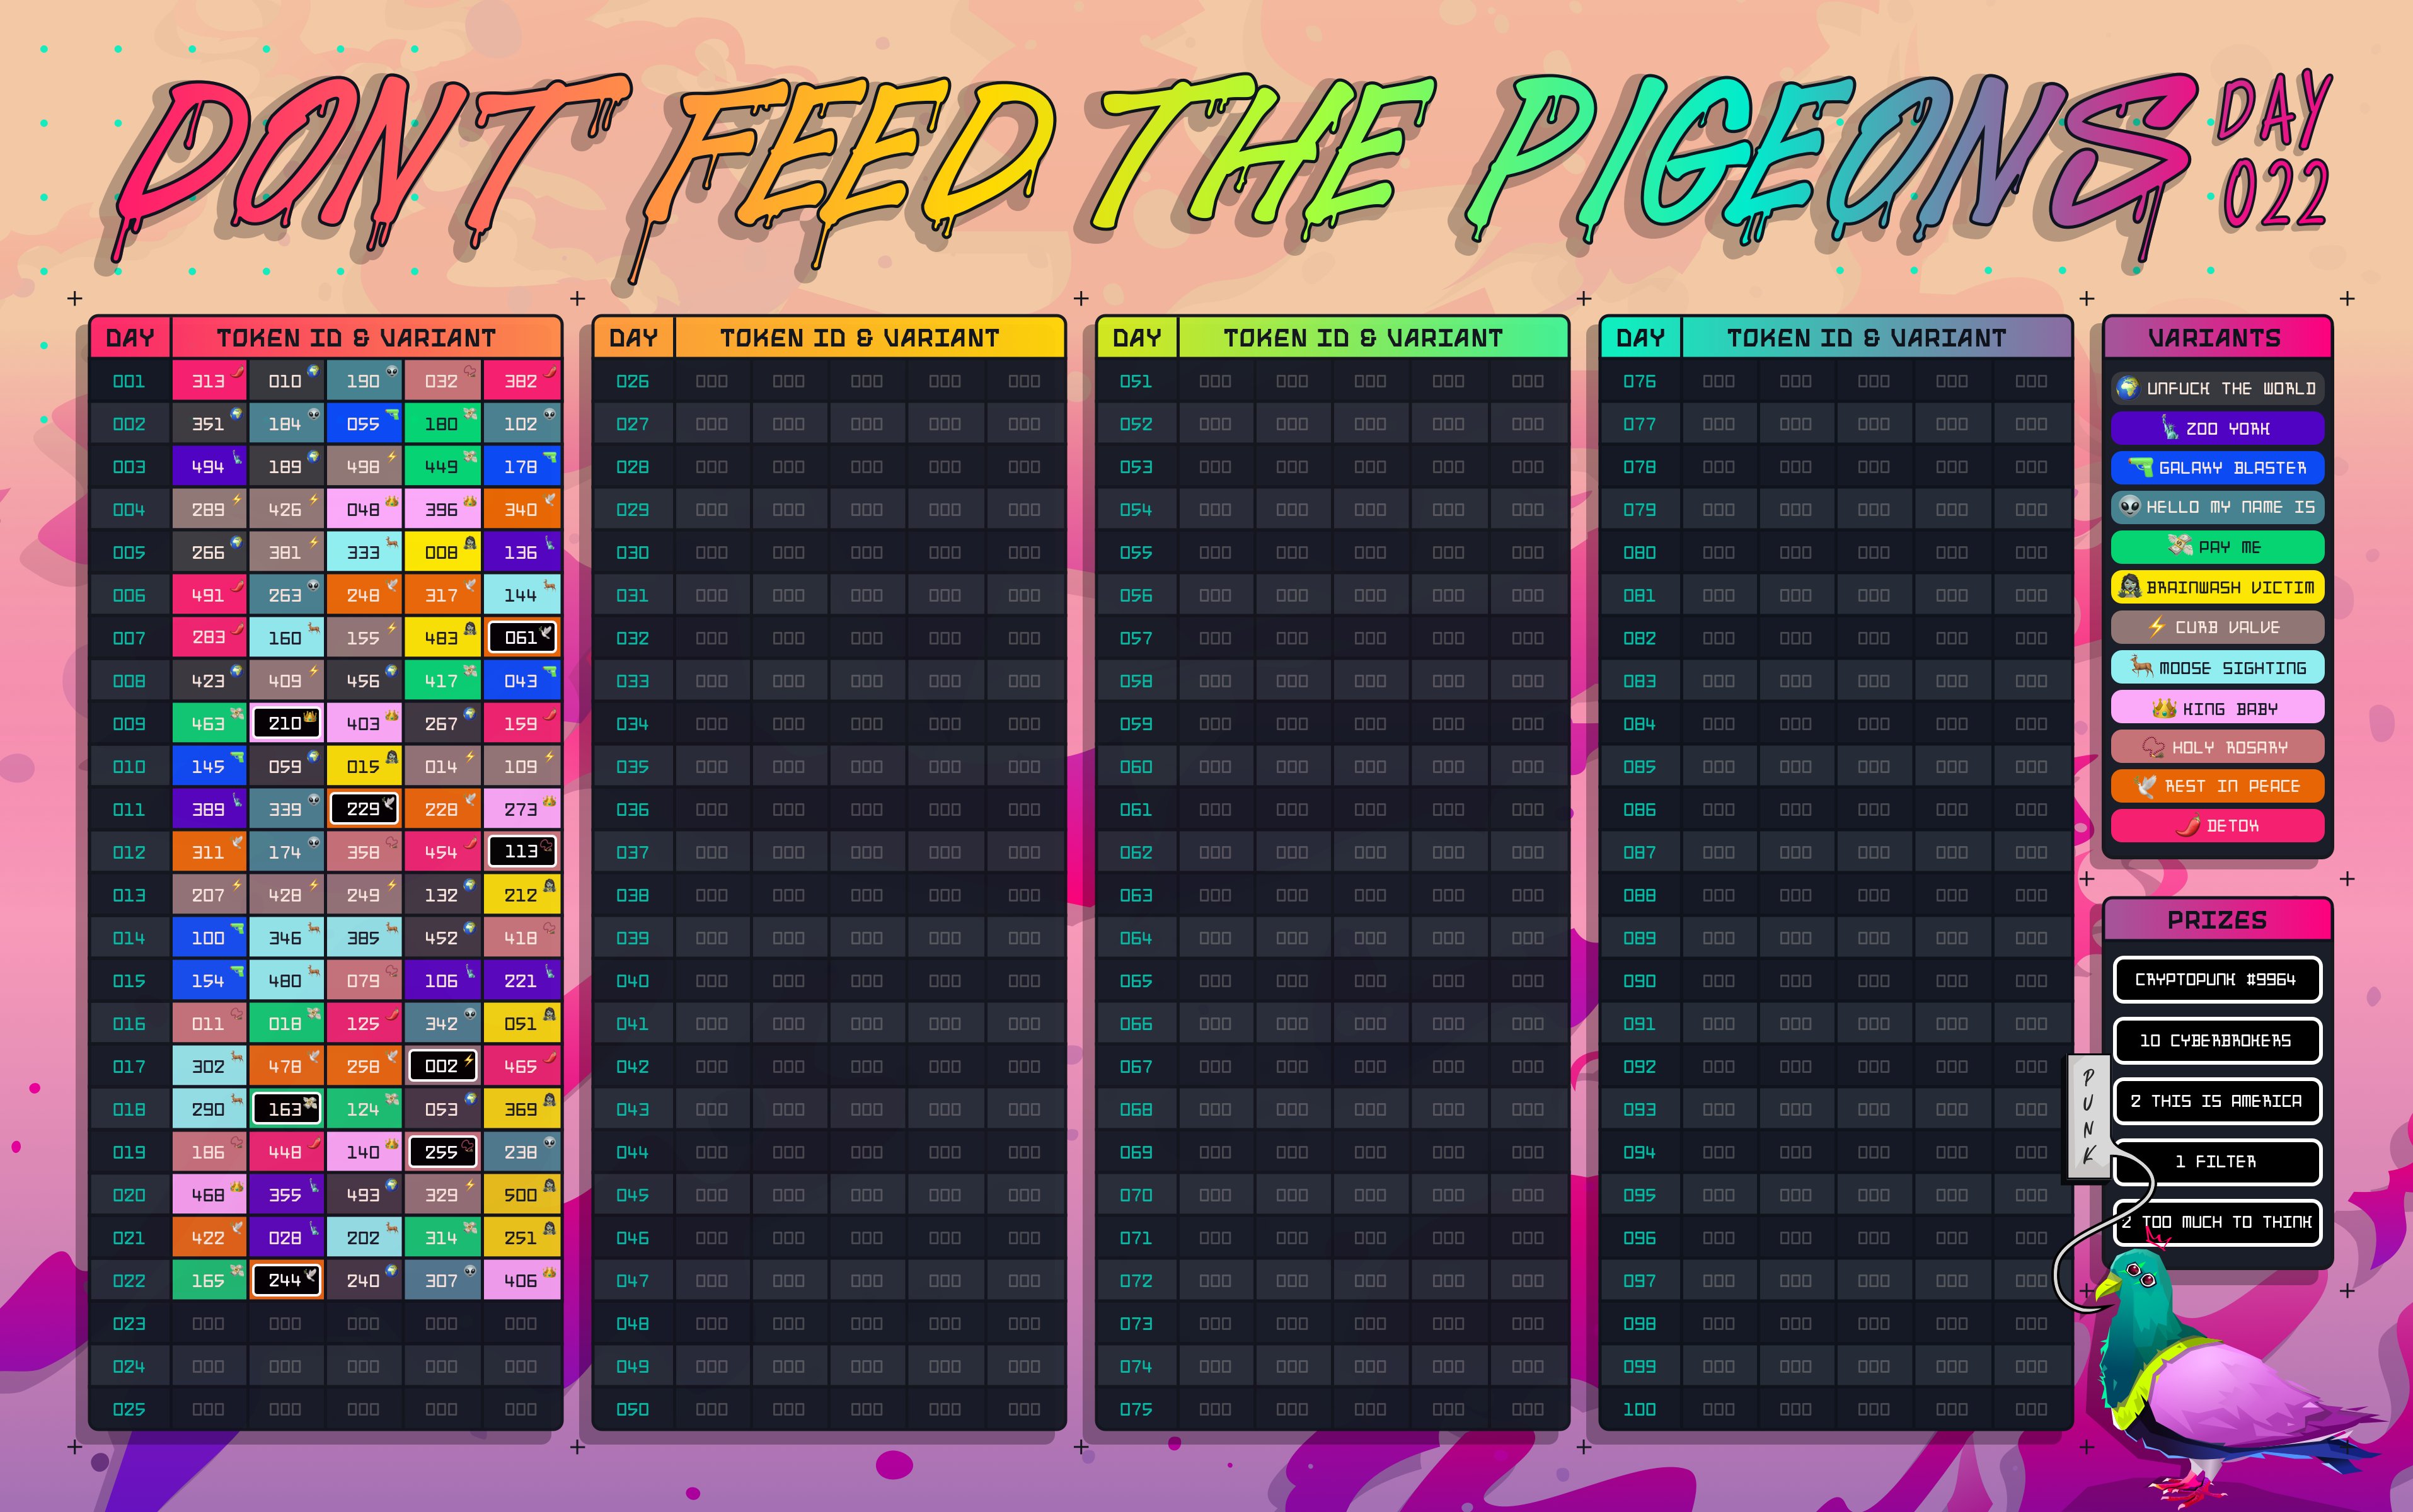 DONT FEED THE PIGEONS
DAY
022
DAY TOKEN ID & VARIANT
001 313 010 190 032 382
002 351 184 055 180 102
003 494 189 498 449 178
004 289 426 048 396 340
005 266 381 333 008 136
006 491 263 248 317 144
007 283 160 155 483 061
008 423 409 456 417 043
009 463 210 403 267 159
010 145 059 015 014 109
011 389 339 229 228 273
012 311 174 358 454 113
013 207 428 249 132 212
014 100 346 385 452 418
015 154 480 079 106 221
016 011 018 125 342 051
017 302 478 258 002 465
018 290 163 124 053 369
019 186 448 140 255 238
020 468 355 493 329 500
021 422 028 202 314 251
022 165 244 240 307 406
023 000 000 000 000 000
024 000 000 000 000 000
025 000 000 000 000 000
DAY TOKEN ID & VARIANT
026 000 000 000 000 000
027 000 000 000 000 000
028 000 000 000 000 000
029 000 000 000 000 000
030 000 000 000 000 000
031 000 000 000 000 000
032 000 000 000 000 000
033 000 000 000 000 000
034 000 000 000 000 000
035 000 000 000 000 000
036 000 000 000 000 000
037 000 000 000 000 000
038 000 000 000 000 000
039 000 000 000 000 000
040 000 000 000 000 000
041 000 000 000 000 000
042 000 000 000 000 000
043 000 000 000 000 000
044 000 000 000 000 000
045 000 000 000 000 000
046 000 000 000 000 000
047 000 000 000 000 000
048 000 000 000 000 000
049 000 000 000 000 000
050 000 000 000 000 000
DAY TOKEN ID & VARIANT
051 000 000 000 000 000
052 000 000 000 000 000
053 000 000 000 000 000
054 000 000 000 000 000
055 000 000 000 000 000
056 000 000 000 000 000
057 000 000 000 000 000
058 000 000 000 000 000
059 000 000 000 000 000
060 000 000 000 000 000
061 000 000 000 000 000
062 000 000 000 000 000
063 000 000 000 000 000
064 000 000 000 000 000
065 000 000 000 000 000
066 000 000 000 000 000
067 000 000 000 000 000
068 000 000 000 000 000
069 000 000 000 000 000
070 000 000 000 000 000
071 000 000 000 000 000
072 000 000 000 000 000
073 000 000 000 000 000
074 000 000 000 000 000
075 000 000 000 000 000
DAY TOKEN ID & VARIANT
076 000 000 000 000 000
077 000 000 000 000 000
078 000 000 000 000 000
079 000 000 000 000 000
080 000 000 000 000 000
081 000 000 000 000 000
082 000 000 000 000 000
083 000 000 000 000 000
084 000 000 000 000 000
085 000 000 000 000 000
086 000 000 000 000 000
087 000 000 000 000 000
088 000 000 000 000 000
089 000 000 000 000 000
090 000 000 000 000 000
091 000 000 000 000 000
092 000 000 000 000 000
093 000 000 000 000 000
094 000 000 000 000 000
095 000 000 000 000 000
096 000 000 000 000 000
097 000 000 000 000 000
098 000 000 000 000 000
099 000 000 000 000 000
100 000 000 000 000 000
VARIANTS
UNFUCK THE WORLD
ZOO YORK
GALAXY BLASTER
HELLO MY NAME IS
PAY ME
BRAINWASH VICTIM
CURB VALVE
MOOSE SIGHTING
KING BABY
HOLY ROSARY
REST IN PEACE
DETOX
PRIZES
CRYPTOPUNK #9964
10 CYBERBROKERS
2 THIS IS AMERICA
1 FILTER
2 TOO MUCH TO THINK
PUNK